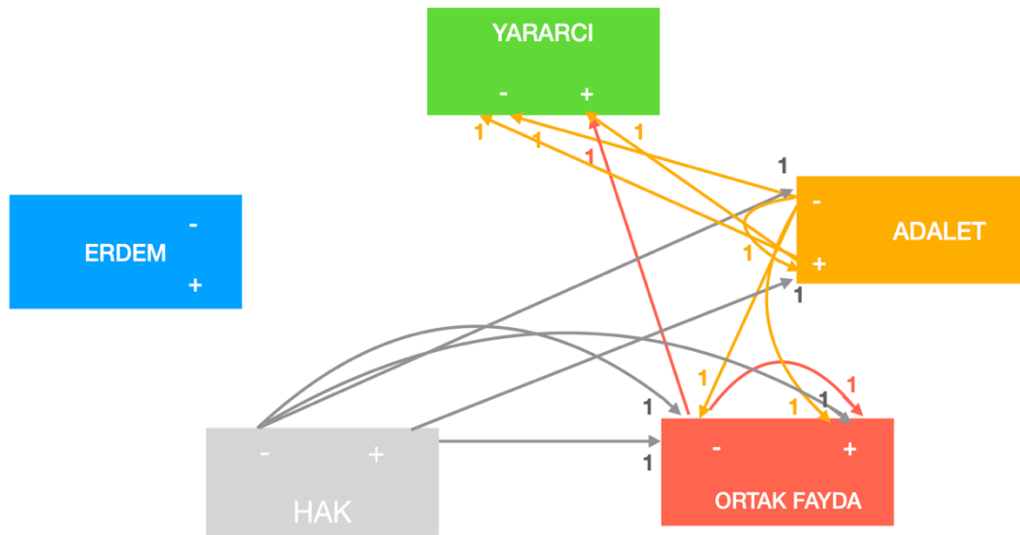 YARARCI
- +
1 1 1 1
1
-
ADALET
+
1
1
-
ERDEM
+
1 1 1
1 1 1
- +
HAK
1
- +
ORTAK FAYDA